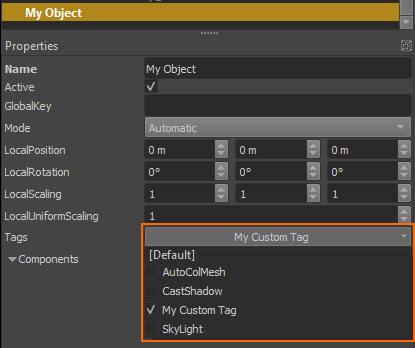 My Object
Properties
Name My Object
Active
GlobalKey
Mode Automatic
LocalPosition 0 m 0 m 0 m
LocalRotation 0° 0° 0°
LocalScaling 1 1 1
LocalUniformScaling 1
Tags My Custom Tag
[Default]
Components AutoColMesh
CastShadow
My Custom Tag
SkyLight